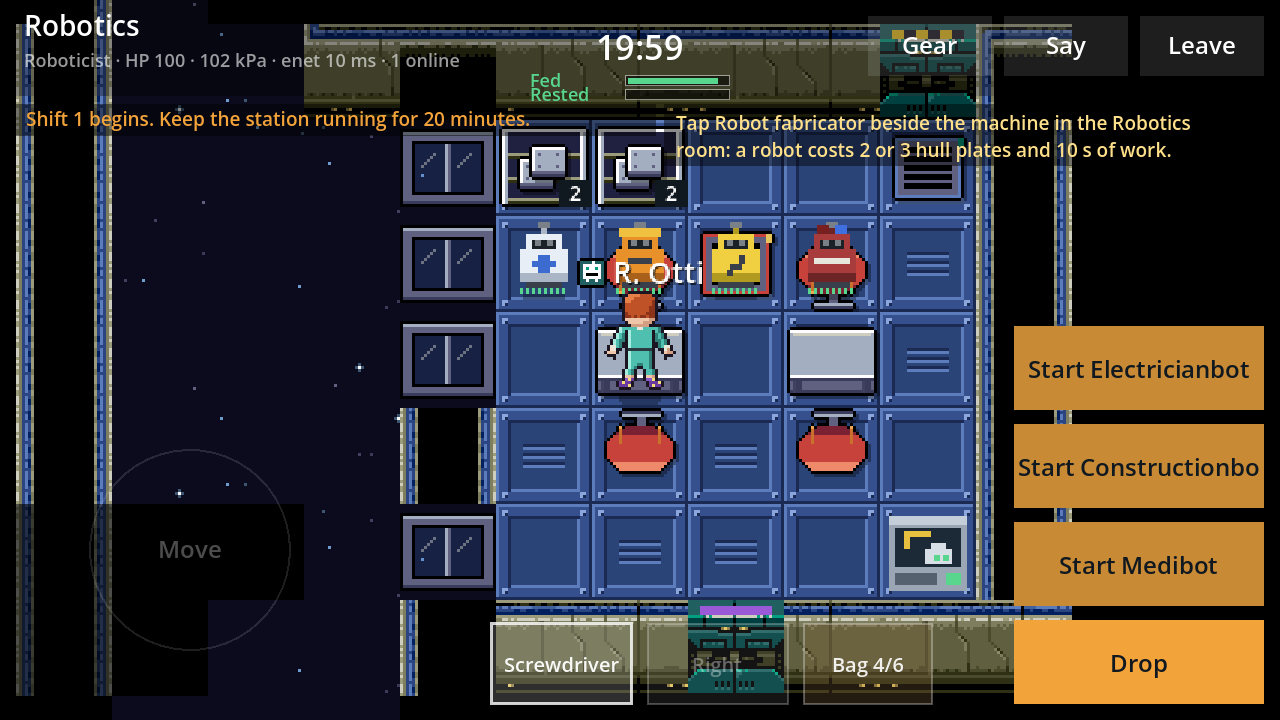 Robotics
Roboticist · HP 100 · 102 kPa · enet 10 ms · 1 online
19:59
Fed
Rested
Gear
Say
Leave
Shift 1 begins. Keep the station running for 20 minutes.
Tap Robot fabricator beside the machine in the Robotics
room: a robot costs 2 or 3 hull plates and 10 s of work.
2
2
R. Otti
Start Electricianbot
Start Constructionbo
Start Medibot
Move
Screwdriver
Right
Bag 4/6
Drop